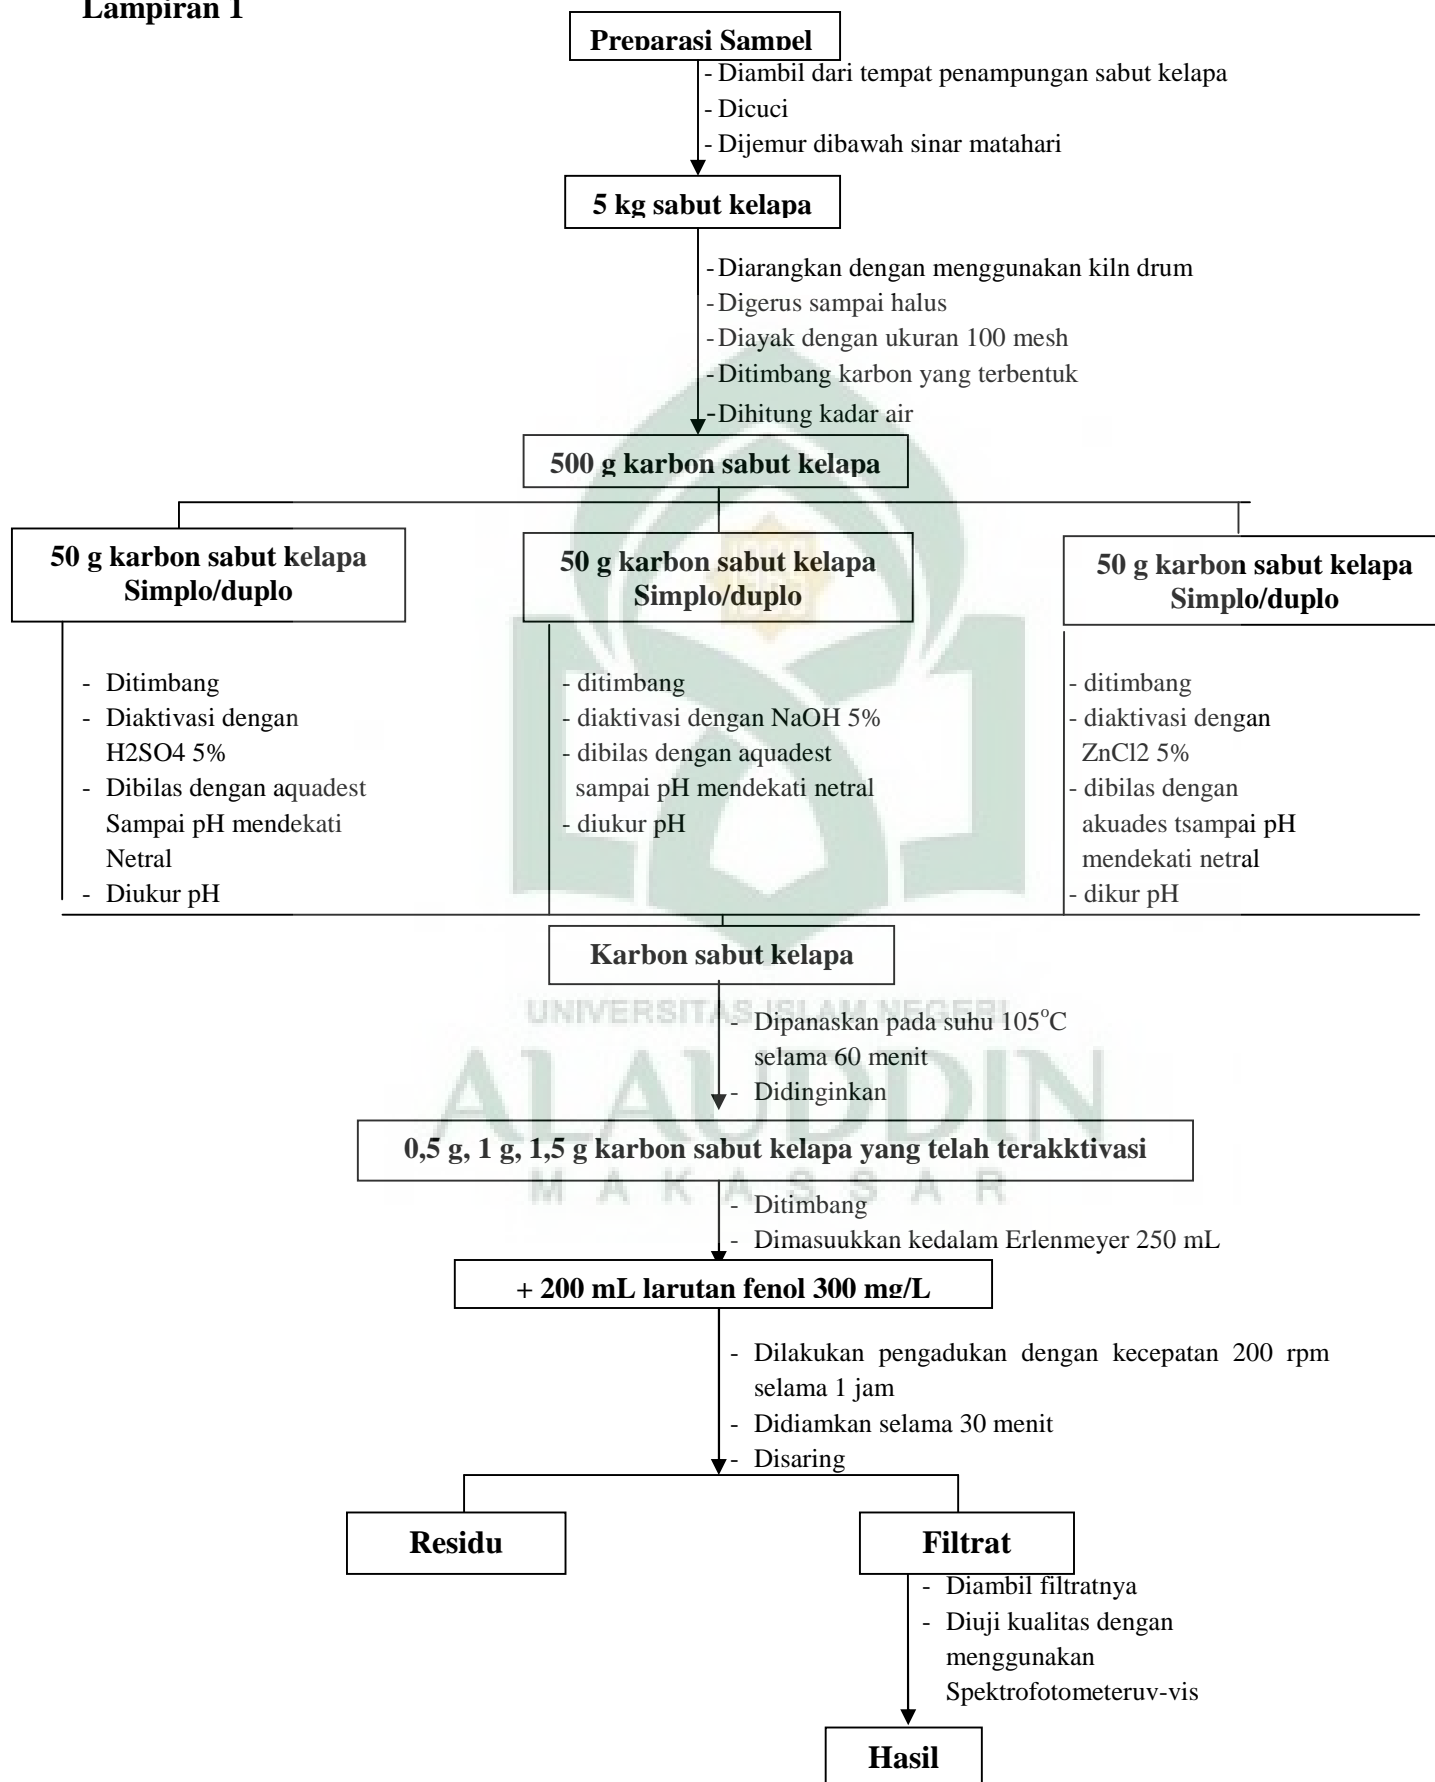 Lampiran 1
Preparasi Sampel
- Diambil dari tempat penampungan sabut kelapa
- Dicuci
- Dijemur dibawah sinar matahari
5 kg sabut kelapa
- Diarangkan dengan menggunakan kiln drum
- Digerus sampai halus
- Diayak dengan ukuran 100 mesh
- Ditimbang karbon yang terbentuk
- Dihitung kadar air
500 g karbon sabut kelapa
50 g karbon sabut kelapa
Simplo/duplo
- Ditimbang
- Diaktivasi dengan
H2SO4 5%
- Dibilas dengan aquadest
Sampai pH mendekati
Netral
- Diukur pH
50 g karbon sabut kelapa
Simplo/duplo
- ditimbang
- diaktivasi dengan NaOH 5%
- dibilas dengan aquadest
sampai pH mendekati netral
- diukur pH
50 g karbon sabut kelapa
Simplo/duplo
- ditimbang
- diaktivasi dengan
ZnCl2 5%
- dibilas dengan
akuades tsampai pH
mendekati netral
- dikur pH
Karbon sabut kelapa
UNIVERSITAS ISLAM NEGERI
ALAUDDIN
MAKASSAR
- Dipanaskan pada suhu 105°C
selama 60 menit
- Didinginkan
0,5 g, 1 g, 1,5 g karbon sabut kelapa yang telah terakktivasi
- Ditimbang
- Dimasuukkan kedalam Erlenmeyer 250 mL
+ 200 mL larutan fenol 300 mg/L
- Dilakukan pengadukan dengan kecepatan 200 rpm
selama 1 jam
- Didiamkan selama 30 menit
- Disaring
Residu
Filtrat
- Diambil filtratnya
- Diuji kualitas dengan
menggunakan
Spektrofotometeruv-vis
Hasil